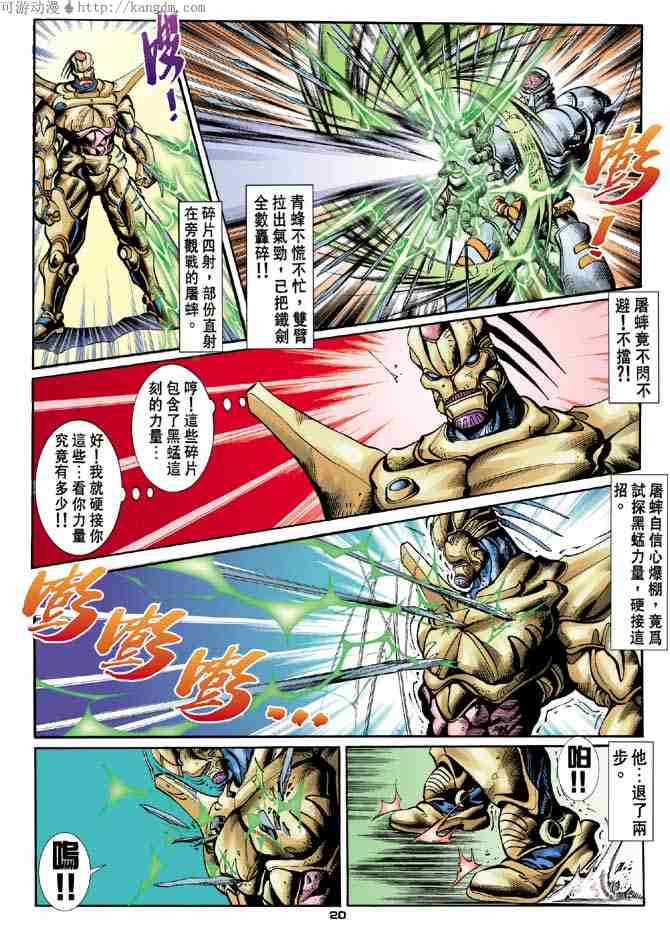 可游动漫 http://kangdm.com
嘭！
青蜂不慌不忙，雙臂
拉出氣勁，已把鐵劍
全數轟碎!!
碎片四射，部份直射
在旁觀戰的屠蜱。
屠蜱竟不閃不
避！不擋?!
哼！這些碎片
包含了黑蜢這
刻的力量…
好！我就硬接你
這些…看你力量
究竟有多少!!
屠蜱自信心爆棚，竟爲
試探黑蜢力量，硬接這
招。
嘭
嘭
嘭…
他…退了兩
步。
啪!!
嗚!!
20